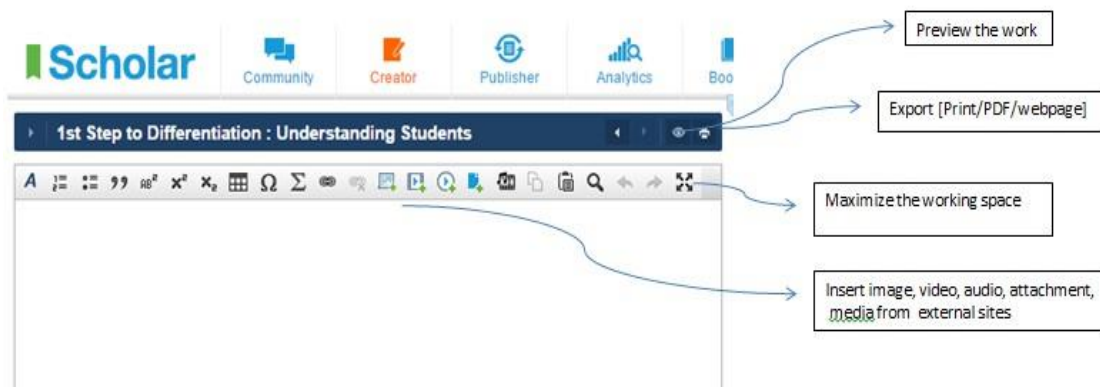 Scholar
Community
Creator
Publisher
Analytics
Boo
1st Step to Differentiation : Understanding Students
Preview the work
Export [Print/PDF/webpage]
Maximize the working space
Insert image, video, audio, attachment,
media from external sites